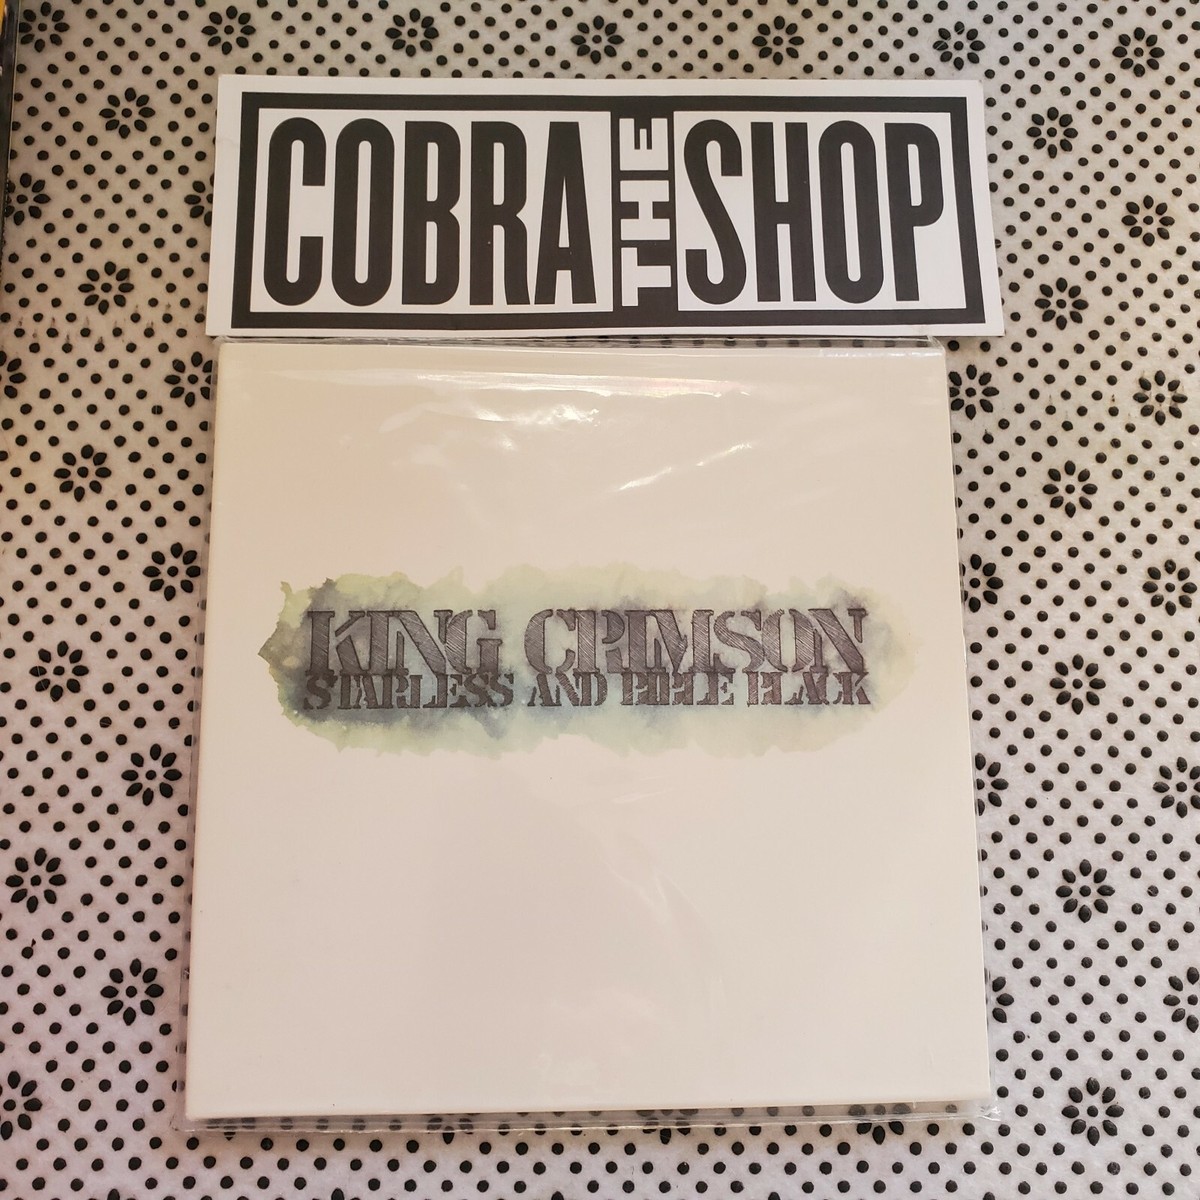 COBRA THE SHOP
KING CRIMSON
STARLESS AND BIBLE BLACK